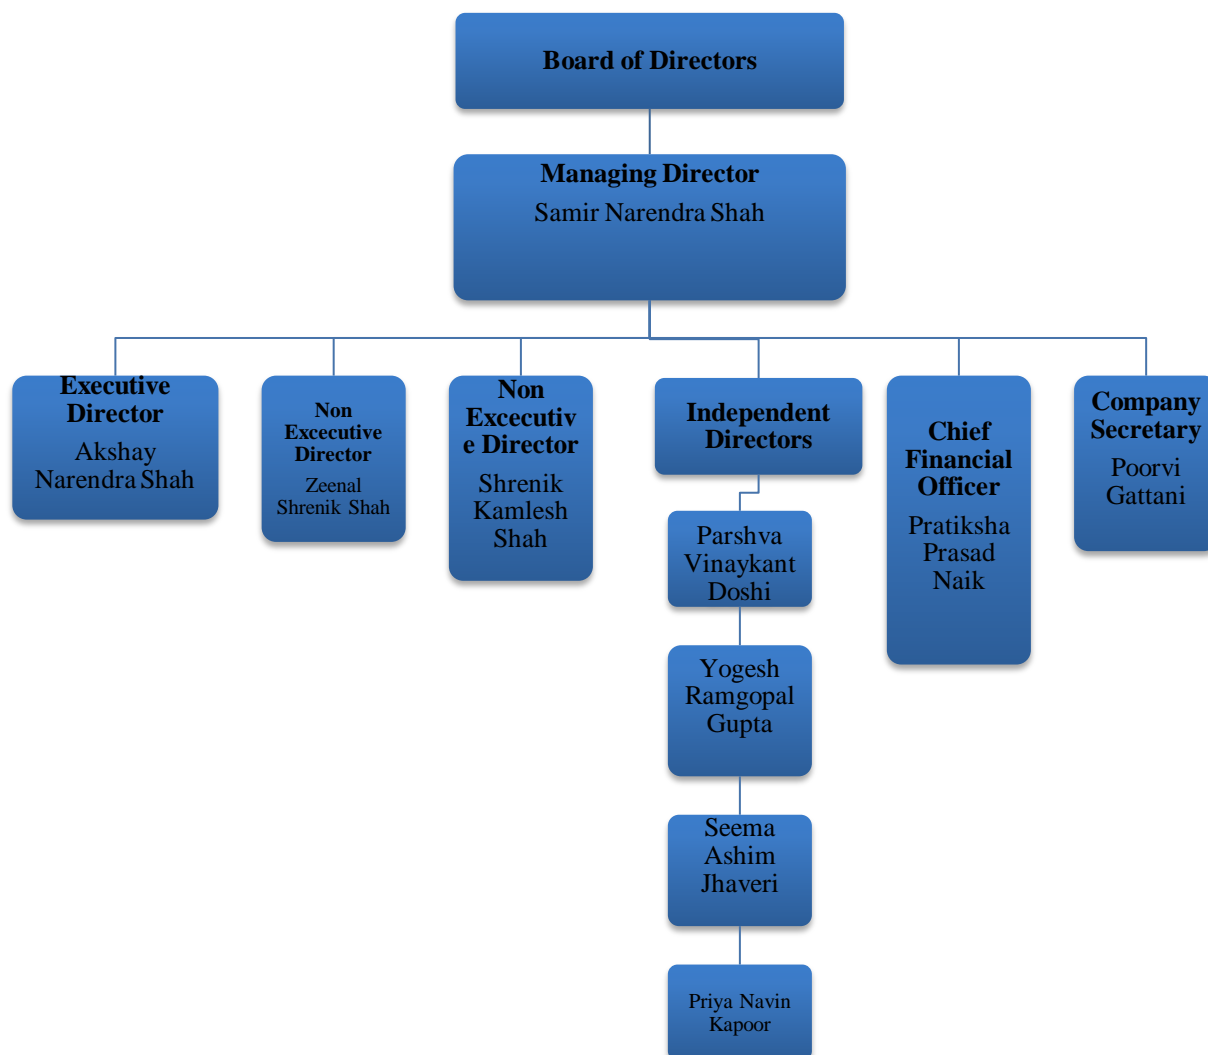 Board of Directors
Managing Director
Samir Narendra Shah
Executive
Director
Akshay
Narendra Shah
Non
Excecutive
Director
Zeenal
Shrenik Shah
Non
Excecutiv
e Director
Shrenik
Kamlesh
Shah
Independent
Directors
Parshva
Vinaykant
Doshi
Yogesh
Ramgopal
Gupta
Seema
Ashim
Jhaveri
Priya Navin
Kapoor
Chief
Financial
Officer
Pratiksha
Prasad
Naik
Company
Secretary
Poorvi
Gattani